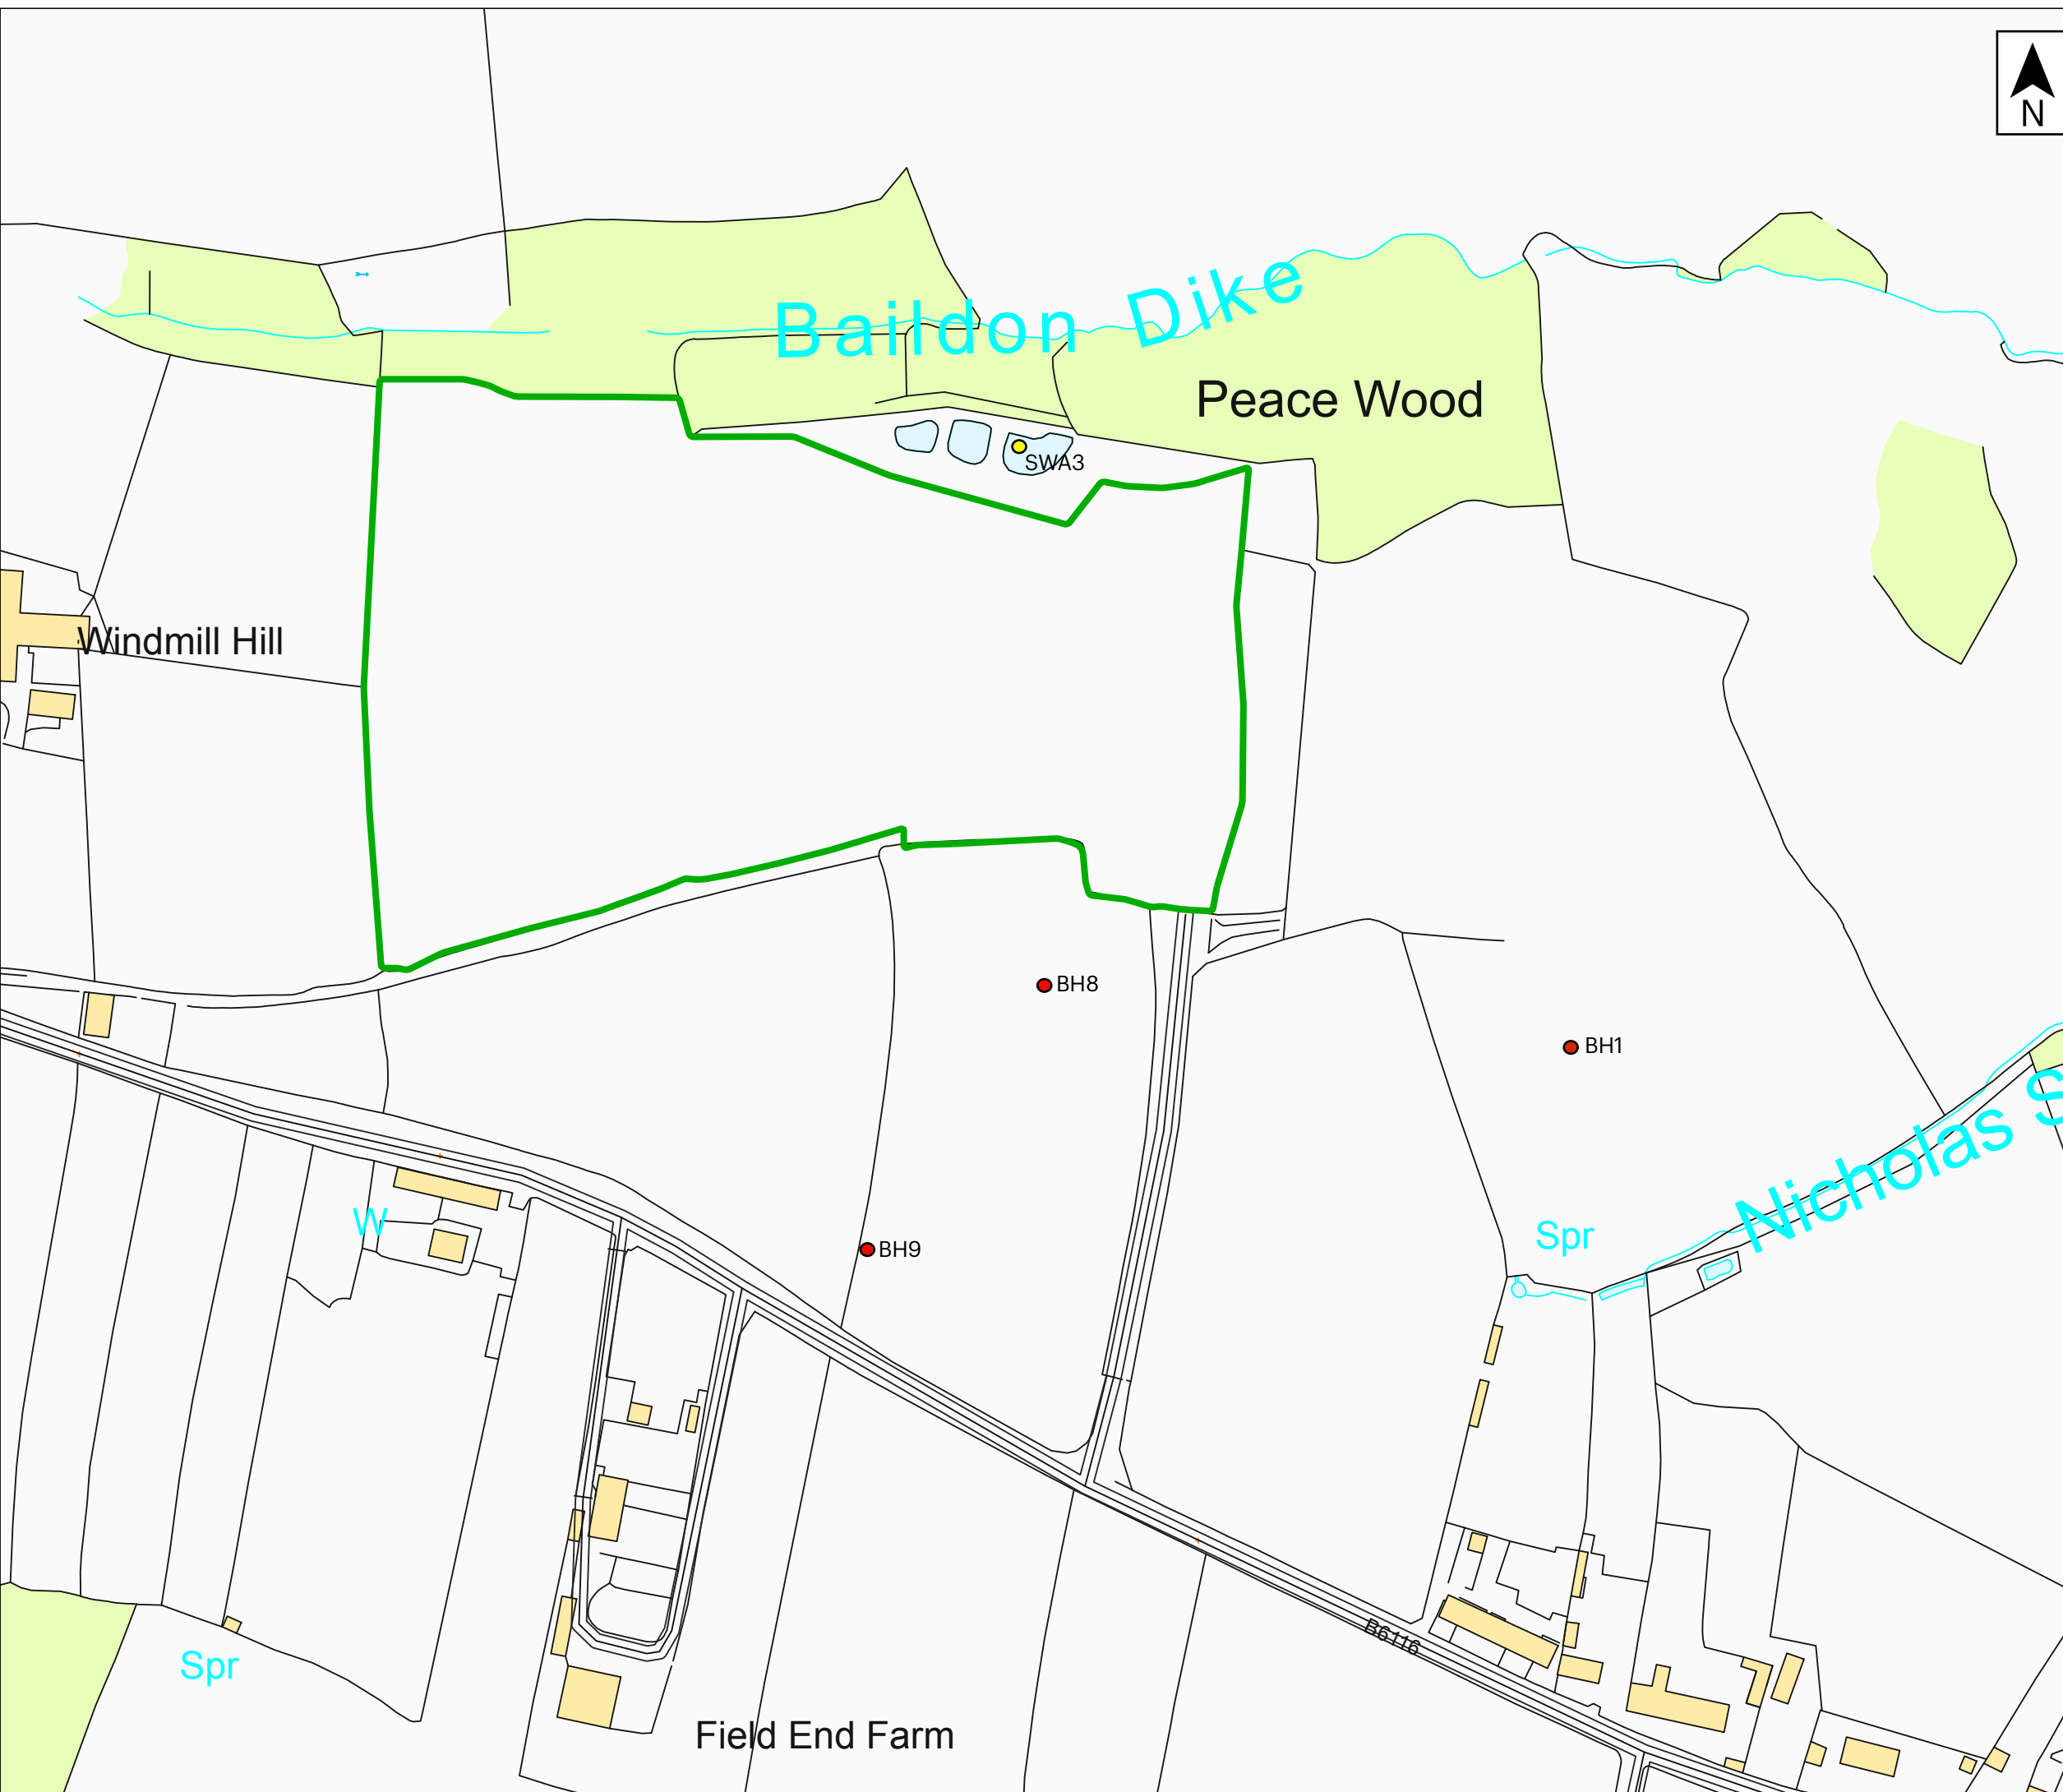 N
Baildon Dike
Peace Wood
SWA3
Windmill Hill
BH8
BH1
Nicholas S
W
Spr
BH9
B6116
Spr
Field End Farm